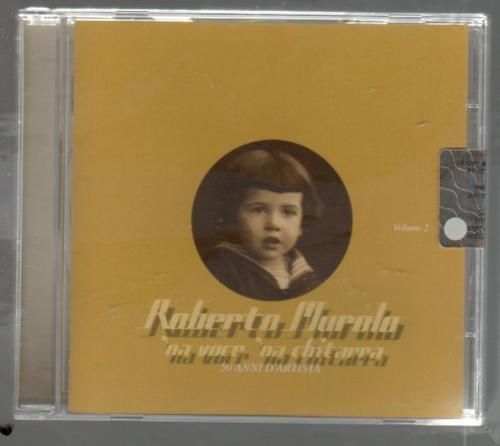 Volume 2
Roberto Murolo
'na voce, 'na chitarra
50 ANNI D'ARTISTA